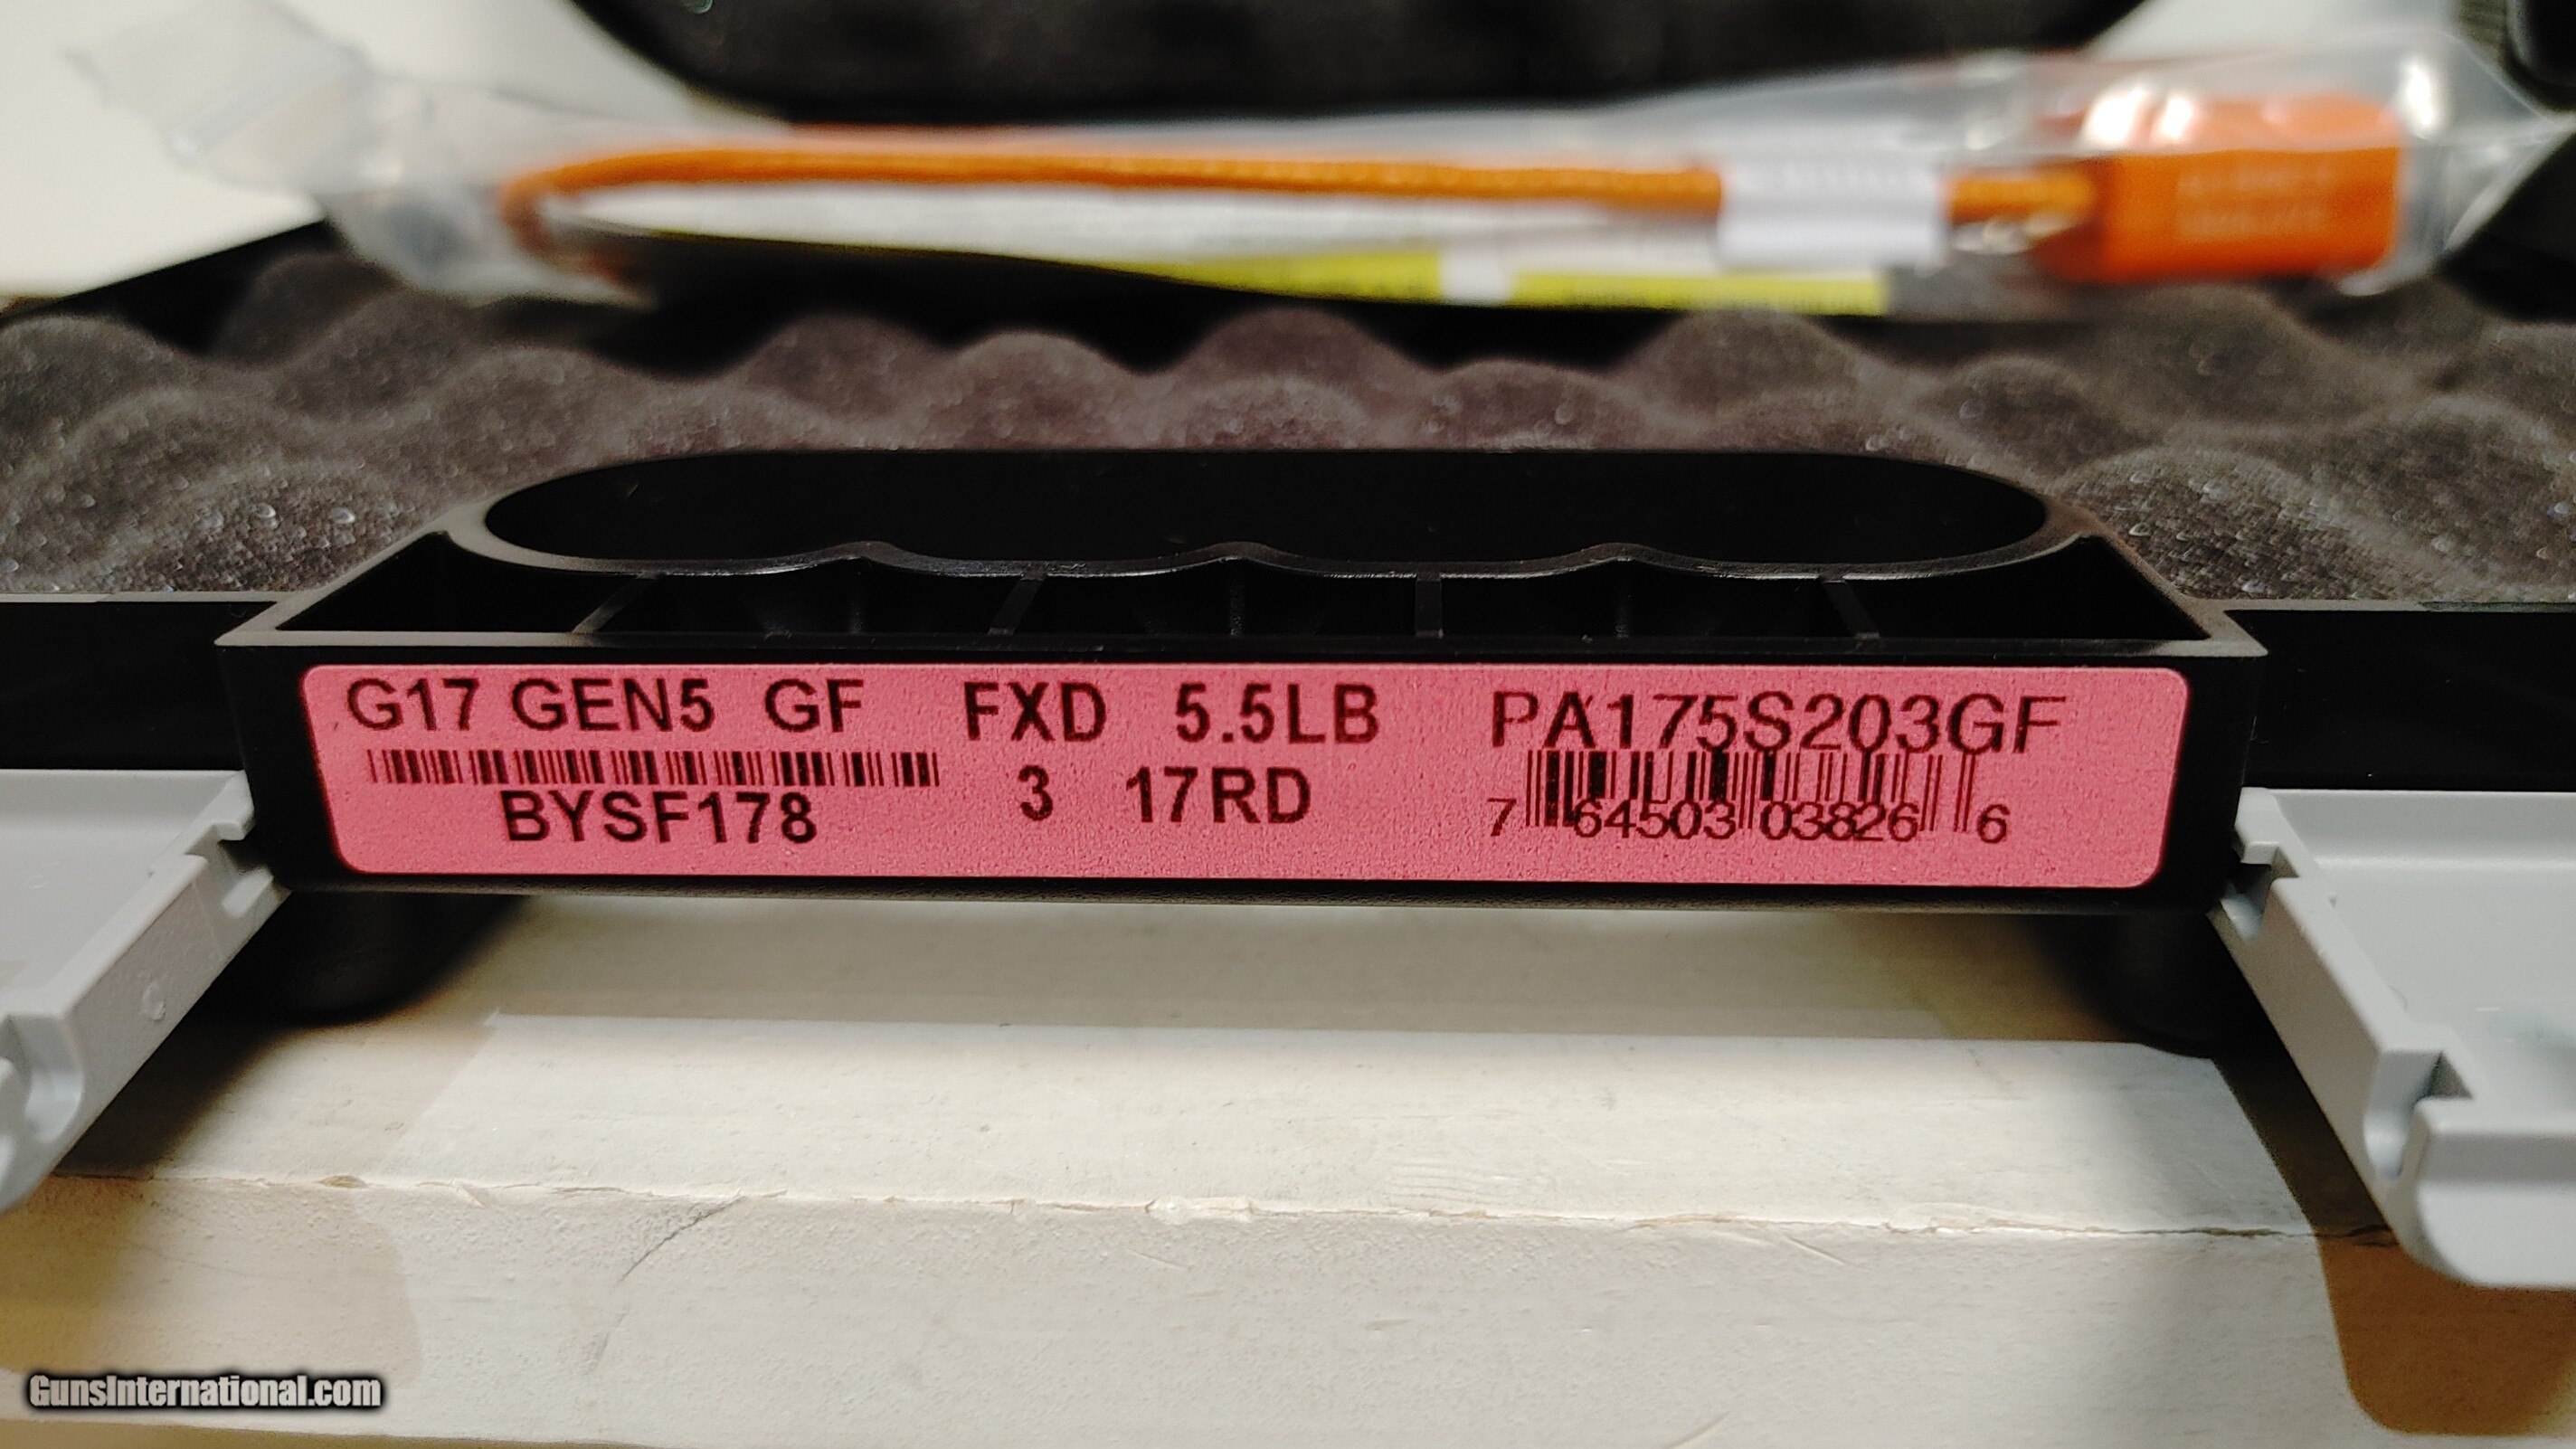 G17 GEN5 GF FXD 5.5LB PA175S203GF
BYSF178 3 17RD 7 64503 03826 6
GunsInternational.com